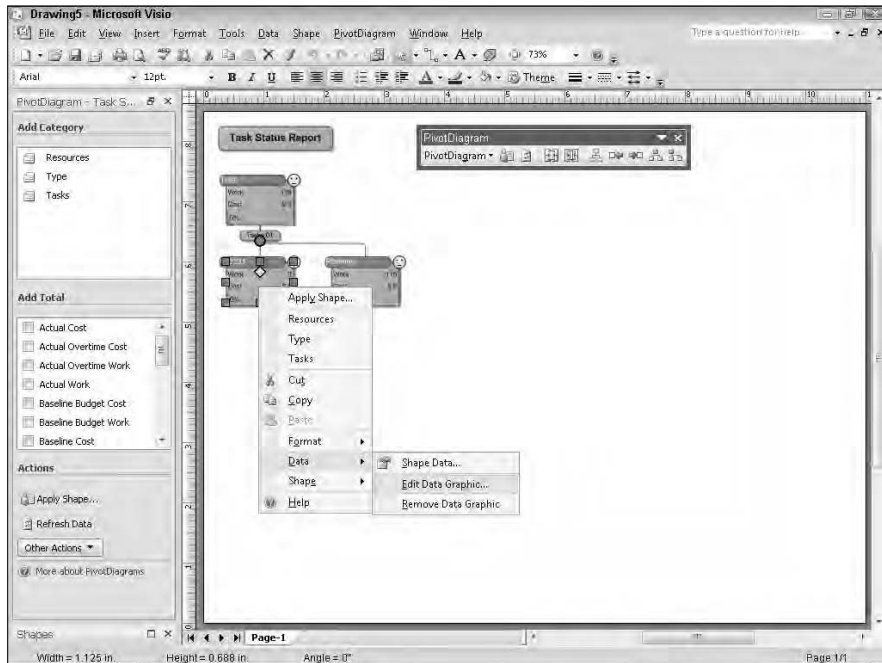 Drawing5 - Microsoft Visio
File Edit View Insert Format Tools Data Shape PivotDiagram Window Help
Type a question for help
73%
Arial 12pt. B I U Theme
PivotDiagram - Task S...
Add Category
Resources
Type
Tasks
Add Total
Actual Cost
Actual Overtime Cost
Actual Overtime Work
Actual Work
Baseline Budget Cost
Baseline Budget Work
Baseline Cost
Actions
Apply Shape...
Refresh Data
Other Actions
More about PivotDiagrams
Shapes
Task Status Report
PivotDiagram
PivotDiagram
Apply Shape...
Resources
Type
Tasks
Cut
Copy
Paste
Format
Data
Shape
Help
Shape Data...
Edit Data Graphic...
Remove Data Graphic
Page-1
Width = 1.125 in. Height = 0.688 in. Angle = 0° Page 1/1